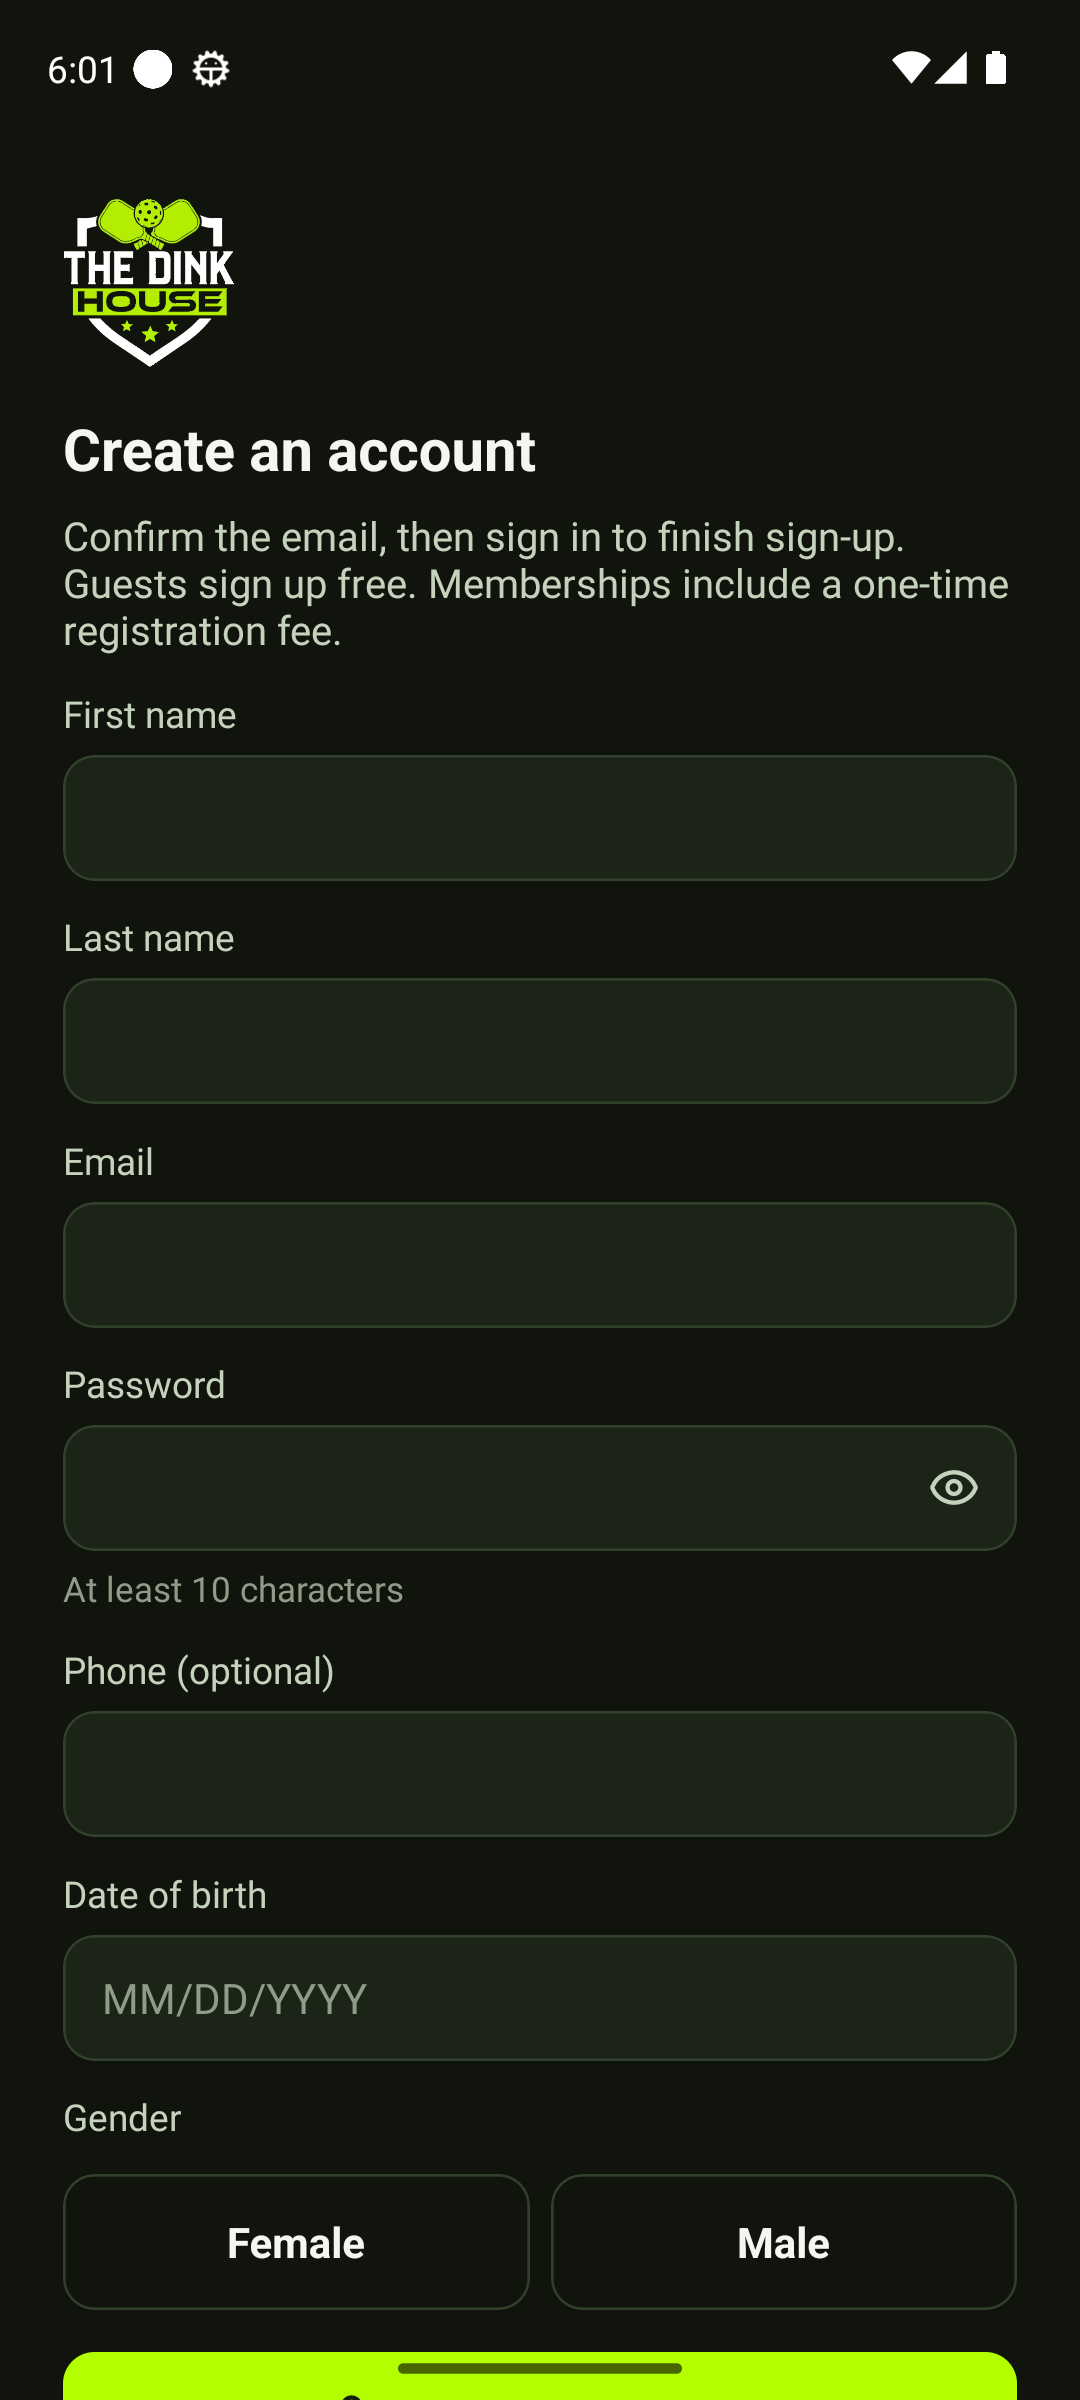 6:01
THE DINK
HOUSE
Create an account
Confirm the email, then sign in to finish sign-up.
Guests sign up free. Memberships include a one-time
registration fee.
First name
Last name
Email
Password
At least 10 characters
Phone (optional)
Date of birth
MM/DD/YYYY
Gender
Female Male